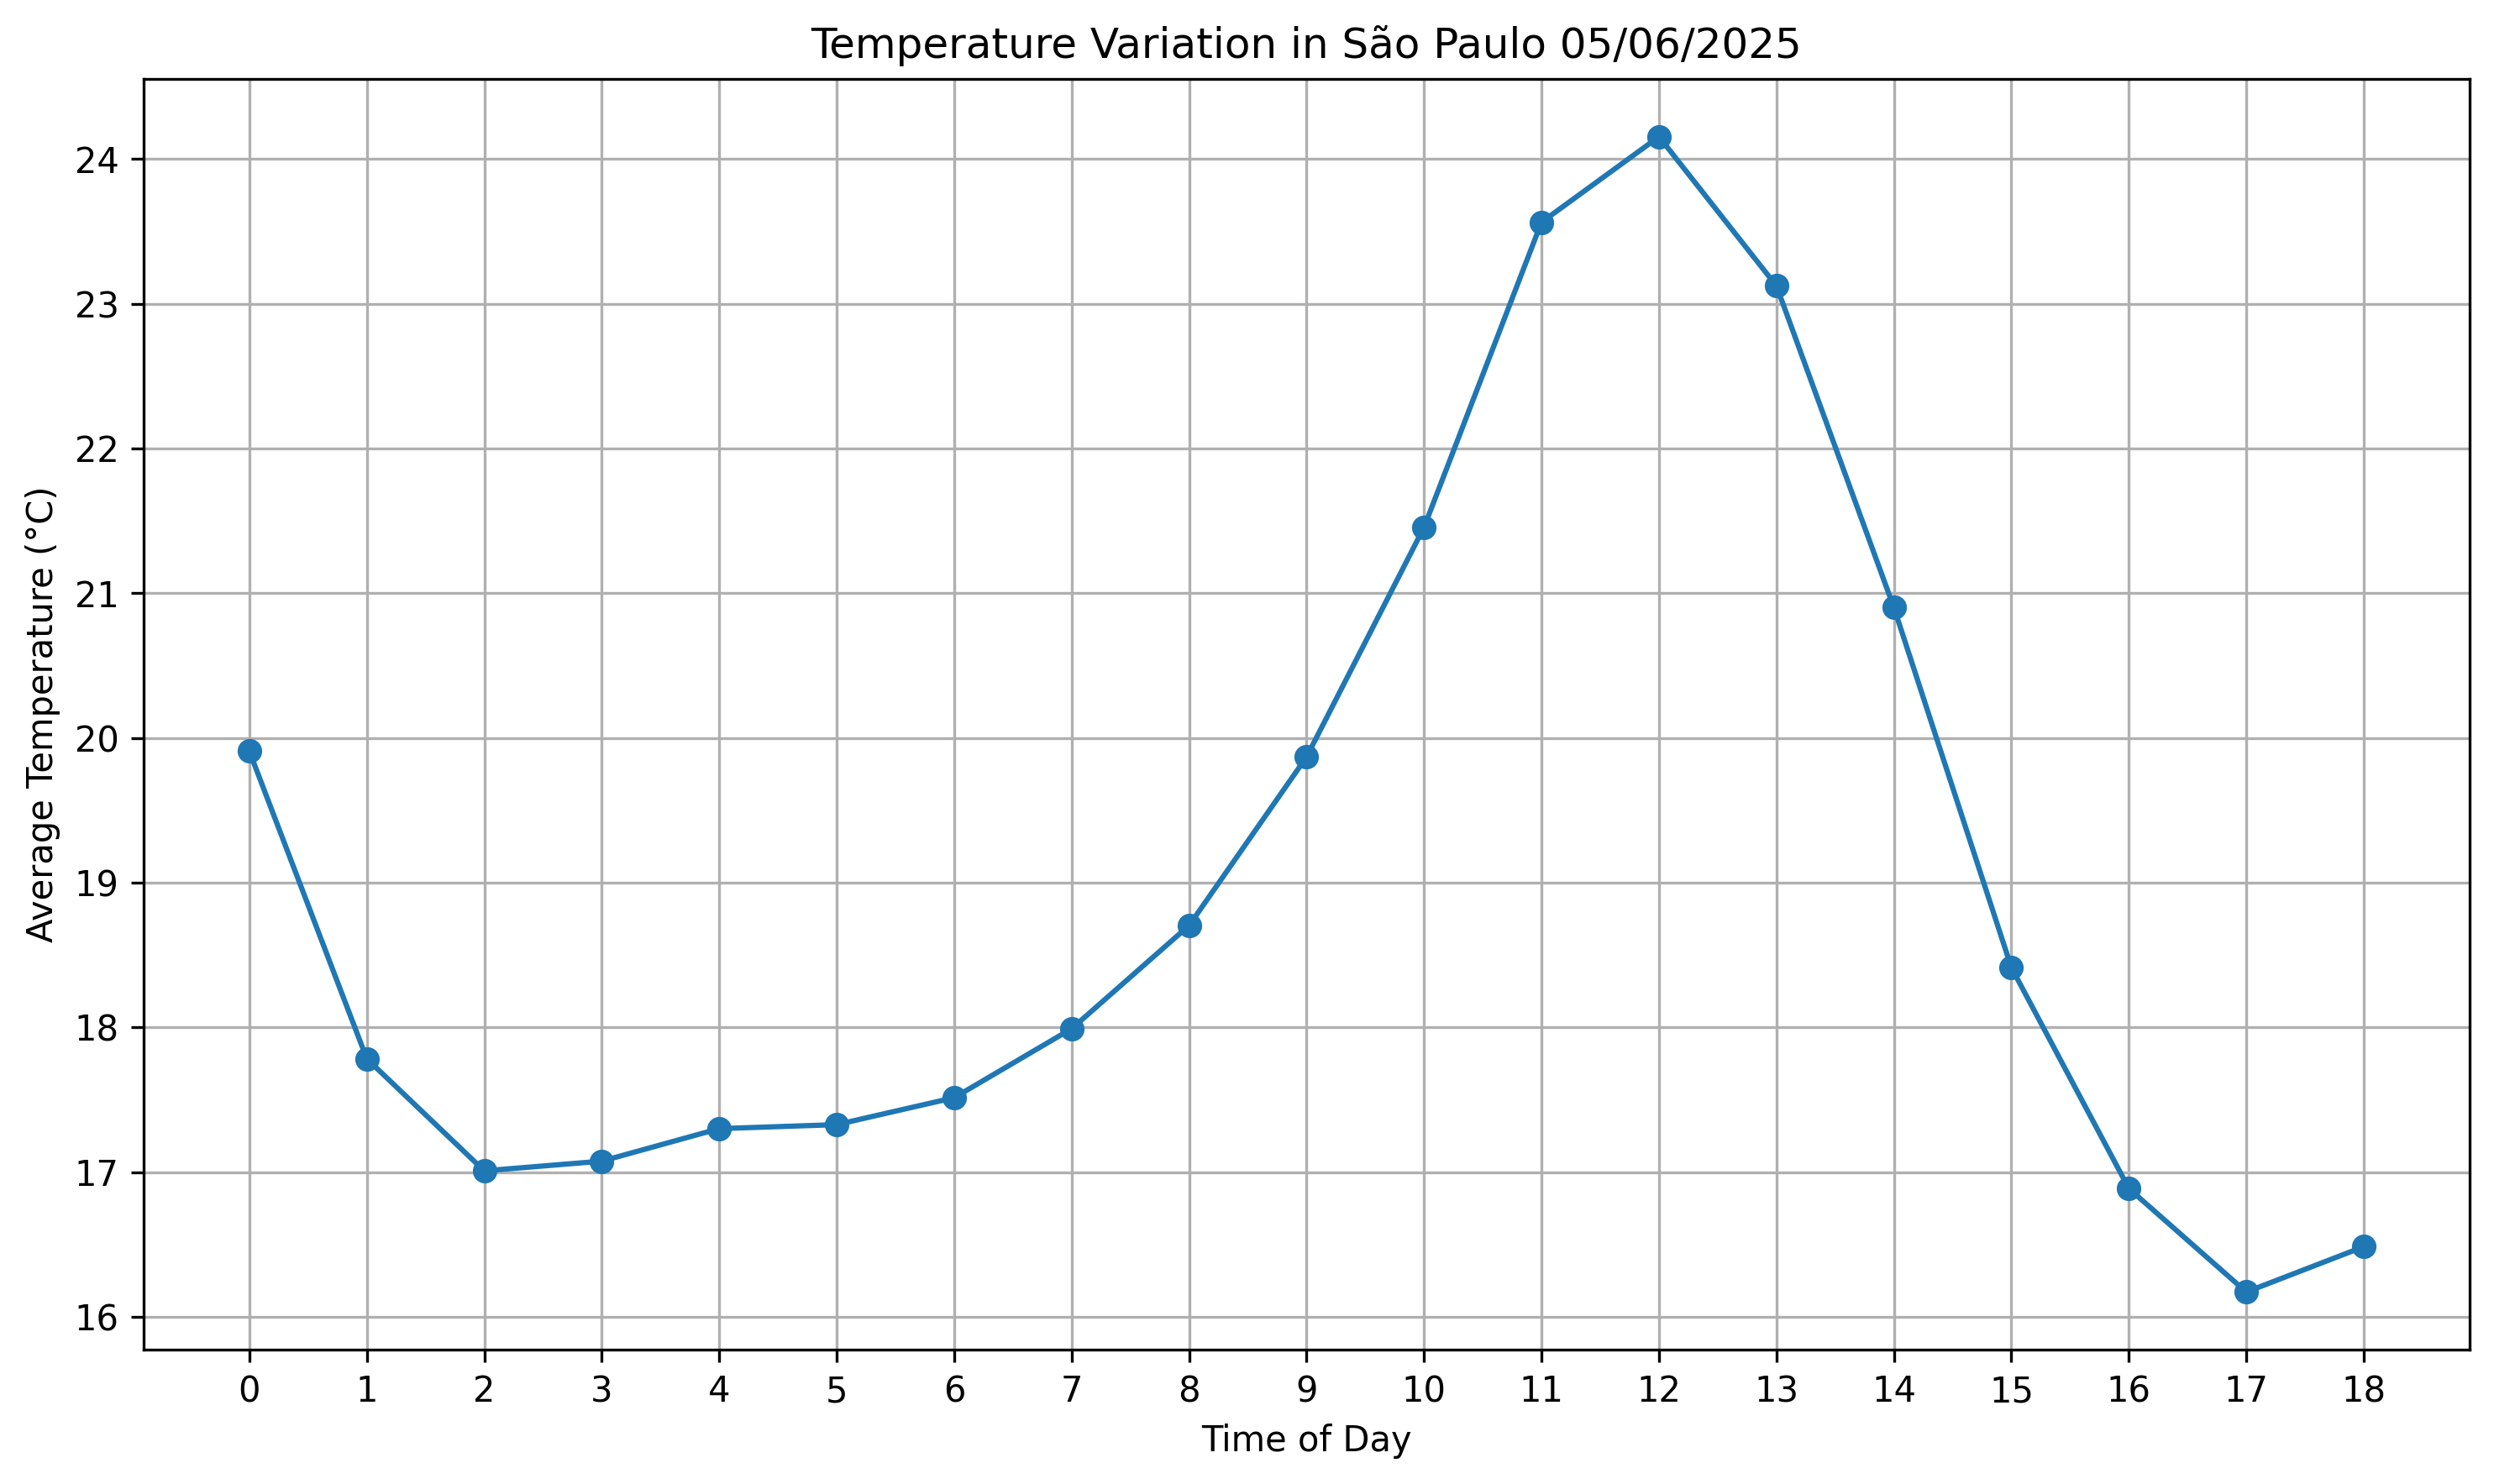 Temperature Variation in São Paulo 05/06/2025
Average Temperature (°C)
24
23
22
21
20
19
18
17
16
0 1 2 3 4 5 6 7 8 9 10 11 12 13 14 15 16 17 18
Time of Day